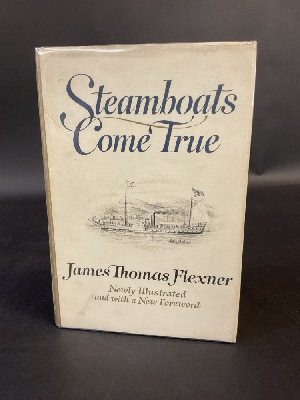 Steamboats
Come True
James Thomas Flexner
Newly Illustrated
and with a New Foreword